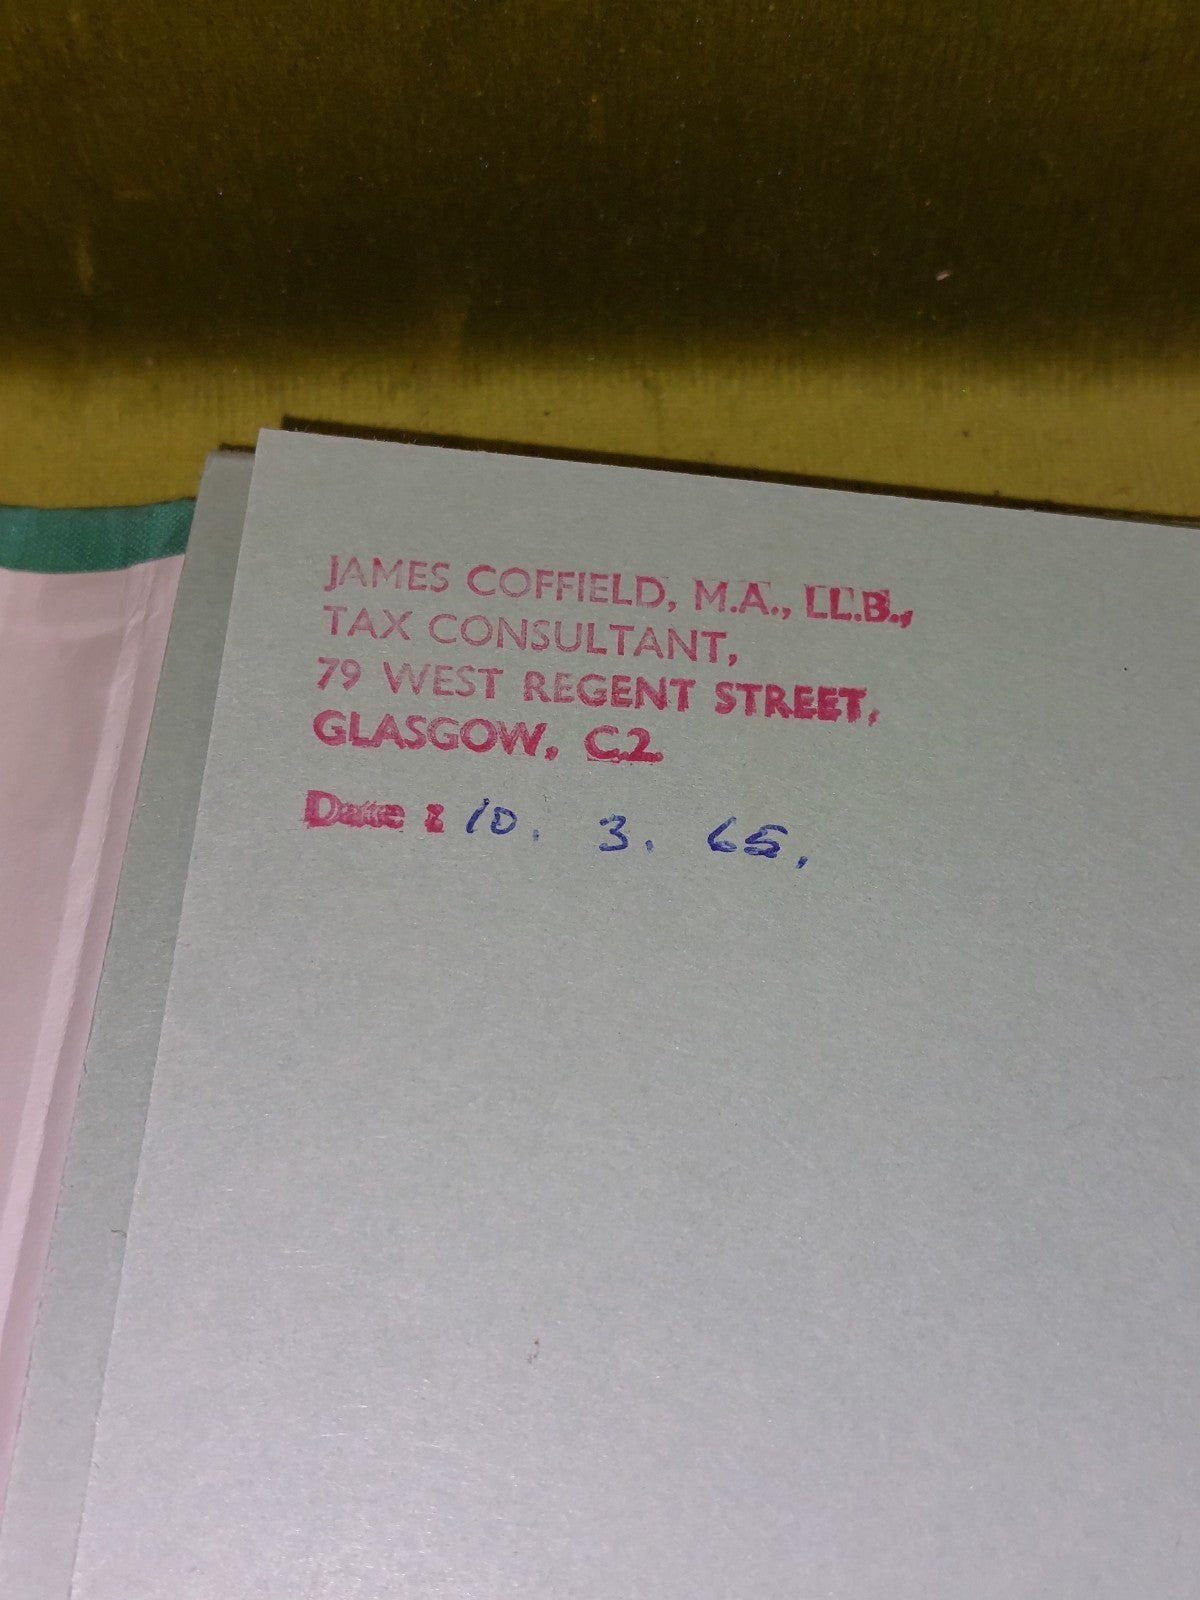 JAMES COFFIELD, M.A., LL.B.,
TAX CONSULTANT,
79 WEST REGENT STREET,
GLASGOW, C.2.
Date : 10. 3. 65.